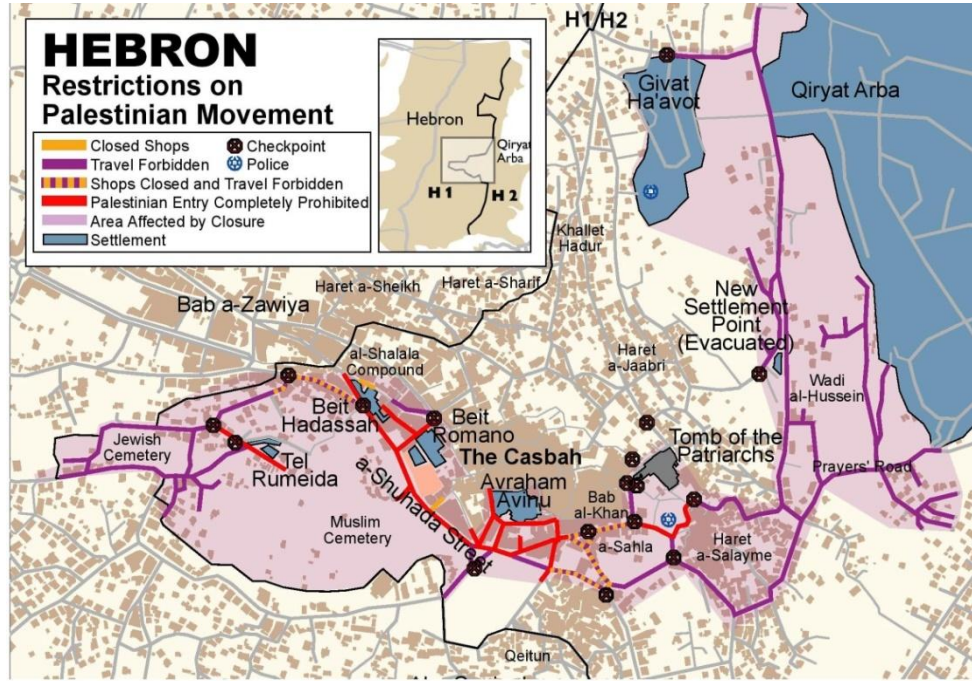 HEBRON
Restrictions on
Palestinian Movement
Closed Shops
Checkpoint
Travel Forbidden
Police
Shops Closed and Travel Forbidden
Palestinian Entry Completely Prohibited
Area Affected by Closure
Settlement
Hebron
Qiryat
Arba
H 1
H 2
H1/H2
Givat
Ha'avot
Qiryat Arba
Khallet
Hadur
Haret a-Sheikh
Haret a-Sharif
Bab a-Zawiya
New
Settlement
Point
(Evacuated)
al-Shalala
Compound
Haret
a-Jaabri
Wadi
al-Hussein
Beit
Hadassah
Beit
Romano
Jewish
Cemetery
Tel
Rumeida
The Casbah
Tomb of the
Patriarchs
Prayers' Road
Avraham
Avinu
Bab
al-Khan
a-Shuhada Street
Muslim
Cemetery
a-Sahla
Haret
a-Salayme
Qeitun